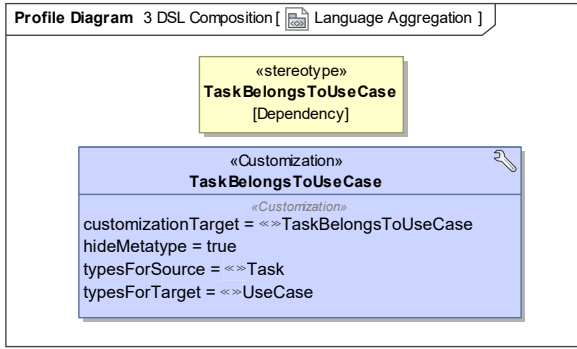 Profile Diagram 3 DSL Composition [ Language Aggregation ]
«stereotype»
TaskBelongsToUseCase
[Dependency]
«Customization»
TaskBelongsToUseCase
«Customization»
customizationTarget = «»TaskBelongsToUseCase
hideMetatype = true
typesForSource = «»Task
typesForTarget = «»UseCase